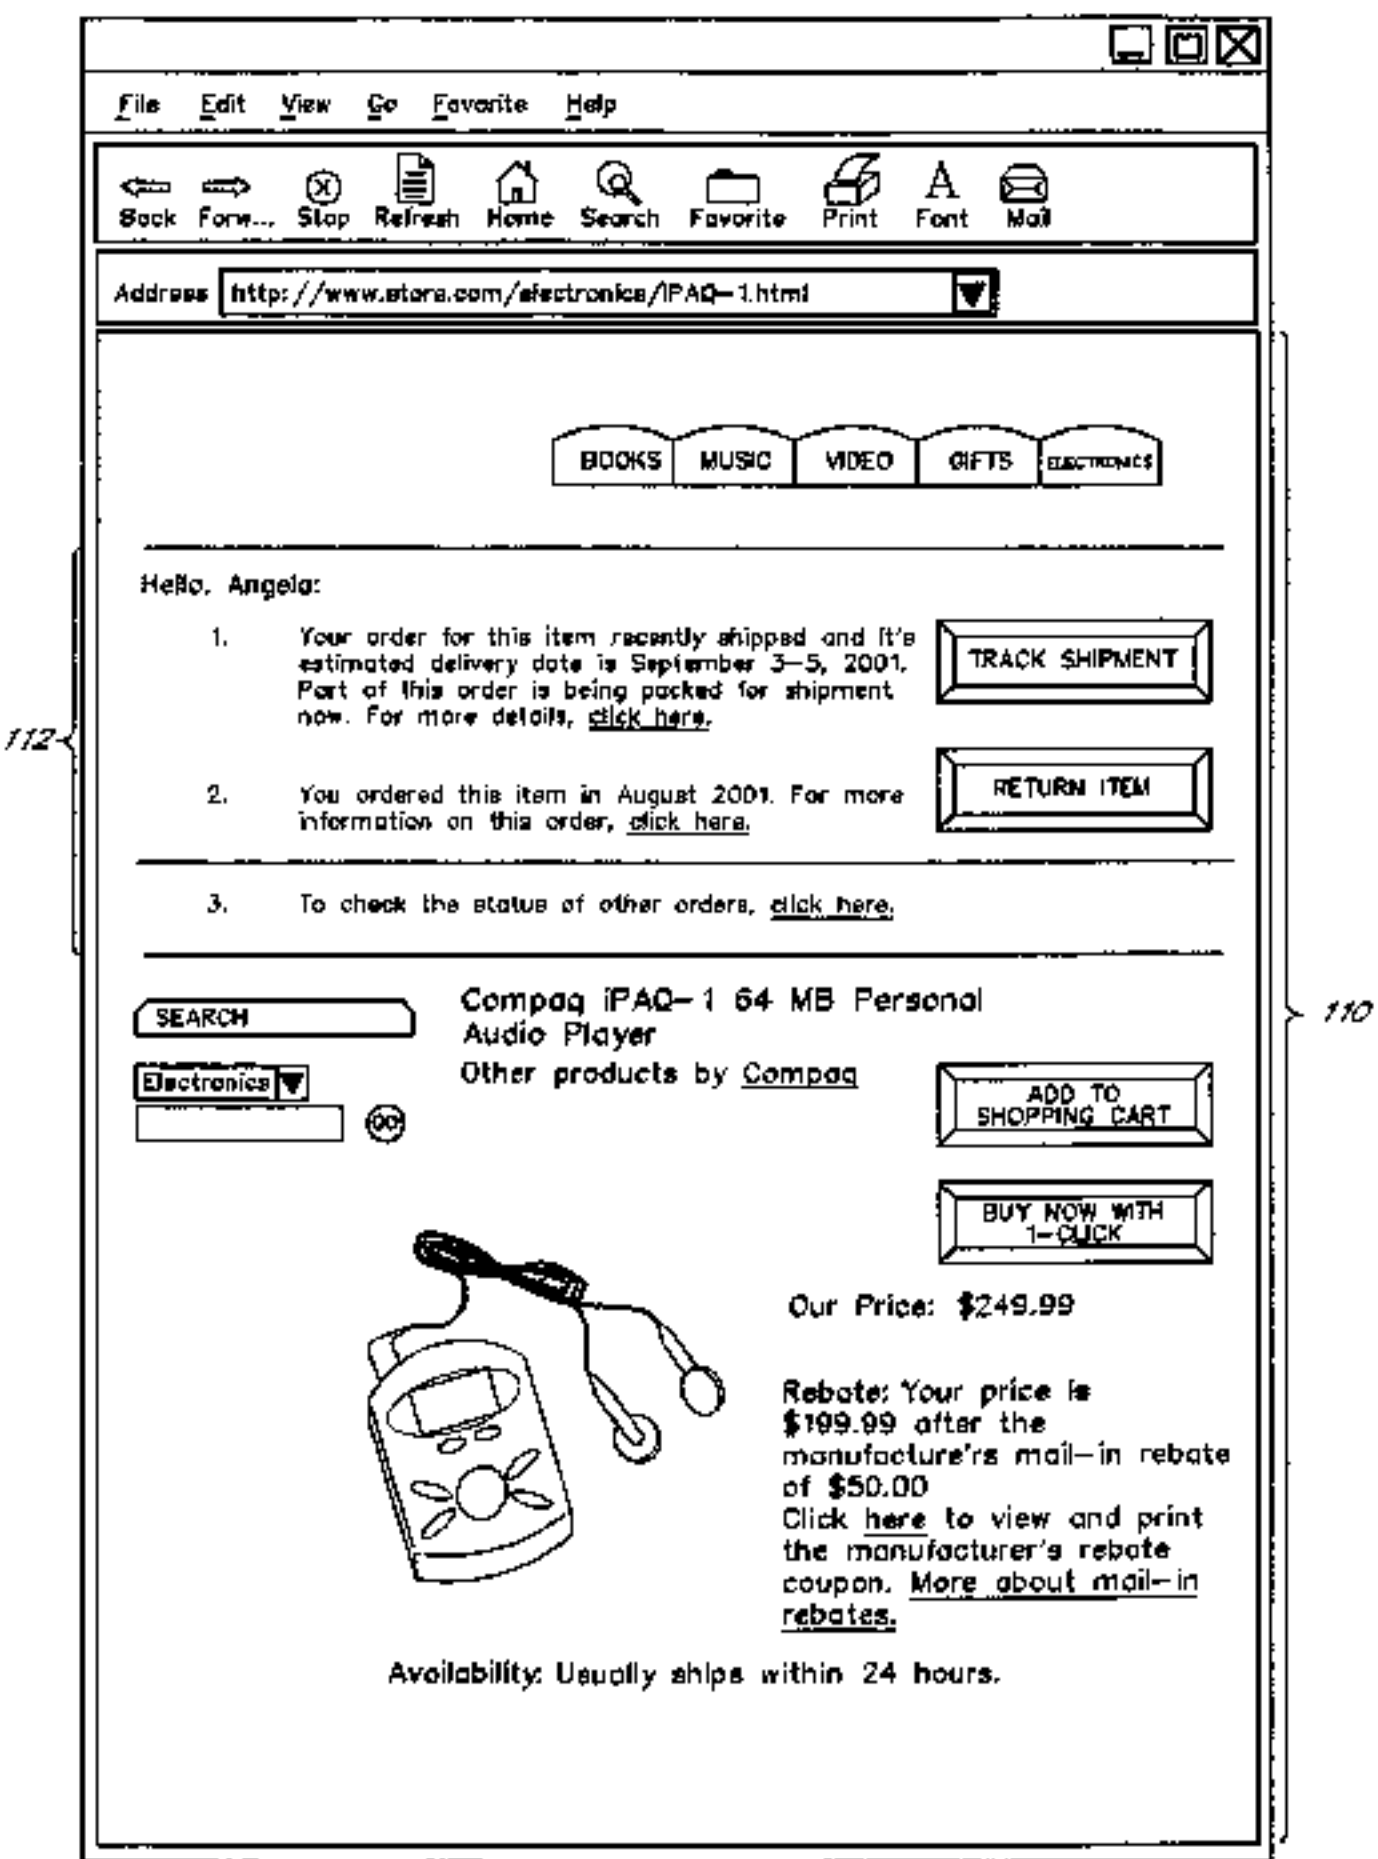 File Edit View Go Favorite Help
Back Forw... Stop Refresh Home Search Favorite Print Font Mail
Address http://www.store.com/electronics/IPAQ-1.html
BOOKS MUSIC VIDEO GIFTS ELECTRONICS
Hello, Angela:
1. Your order for this item recently shipped and it's
estimated delivery date is September 3-5, 2001.
Part of this order is being packed for shipment
now. For more details, click here.
TRACK SHIPMENT
112
2. You ordered this item in August 2001. For more
information on this order, click here.
RETURN ITEM
3. To check the status of other orders, click here.
SEARCH
Electronics
GO
Compaq iPAQ-1 64 MB Personal
Audio Player
Other products by Compaq
110
ADD TO
SHOPPING CART
BUY NOW WITH
1-CLICK
Our Price: $249.99
Rebate: Your price is
$199.99 after the
manufacture'rs mail-in rebate
of $50.00
Click here to view and print
the manufacturer's rebate
coupon. More about mail-in
rebates.
Availability: Usually ships within 24 hours.